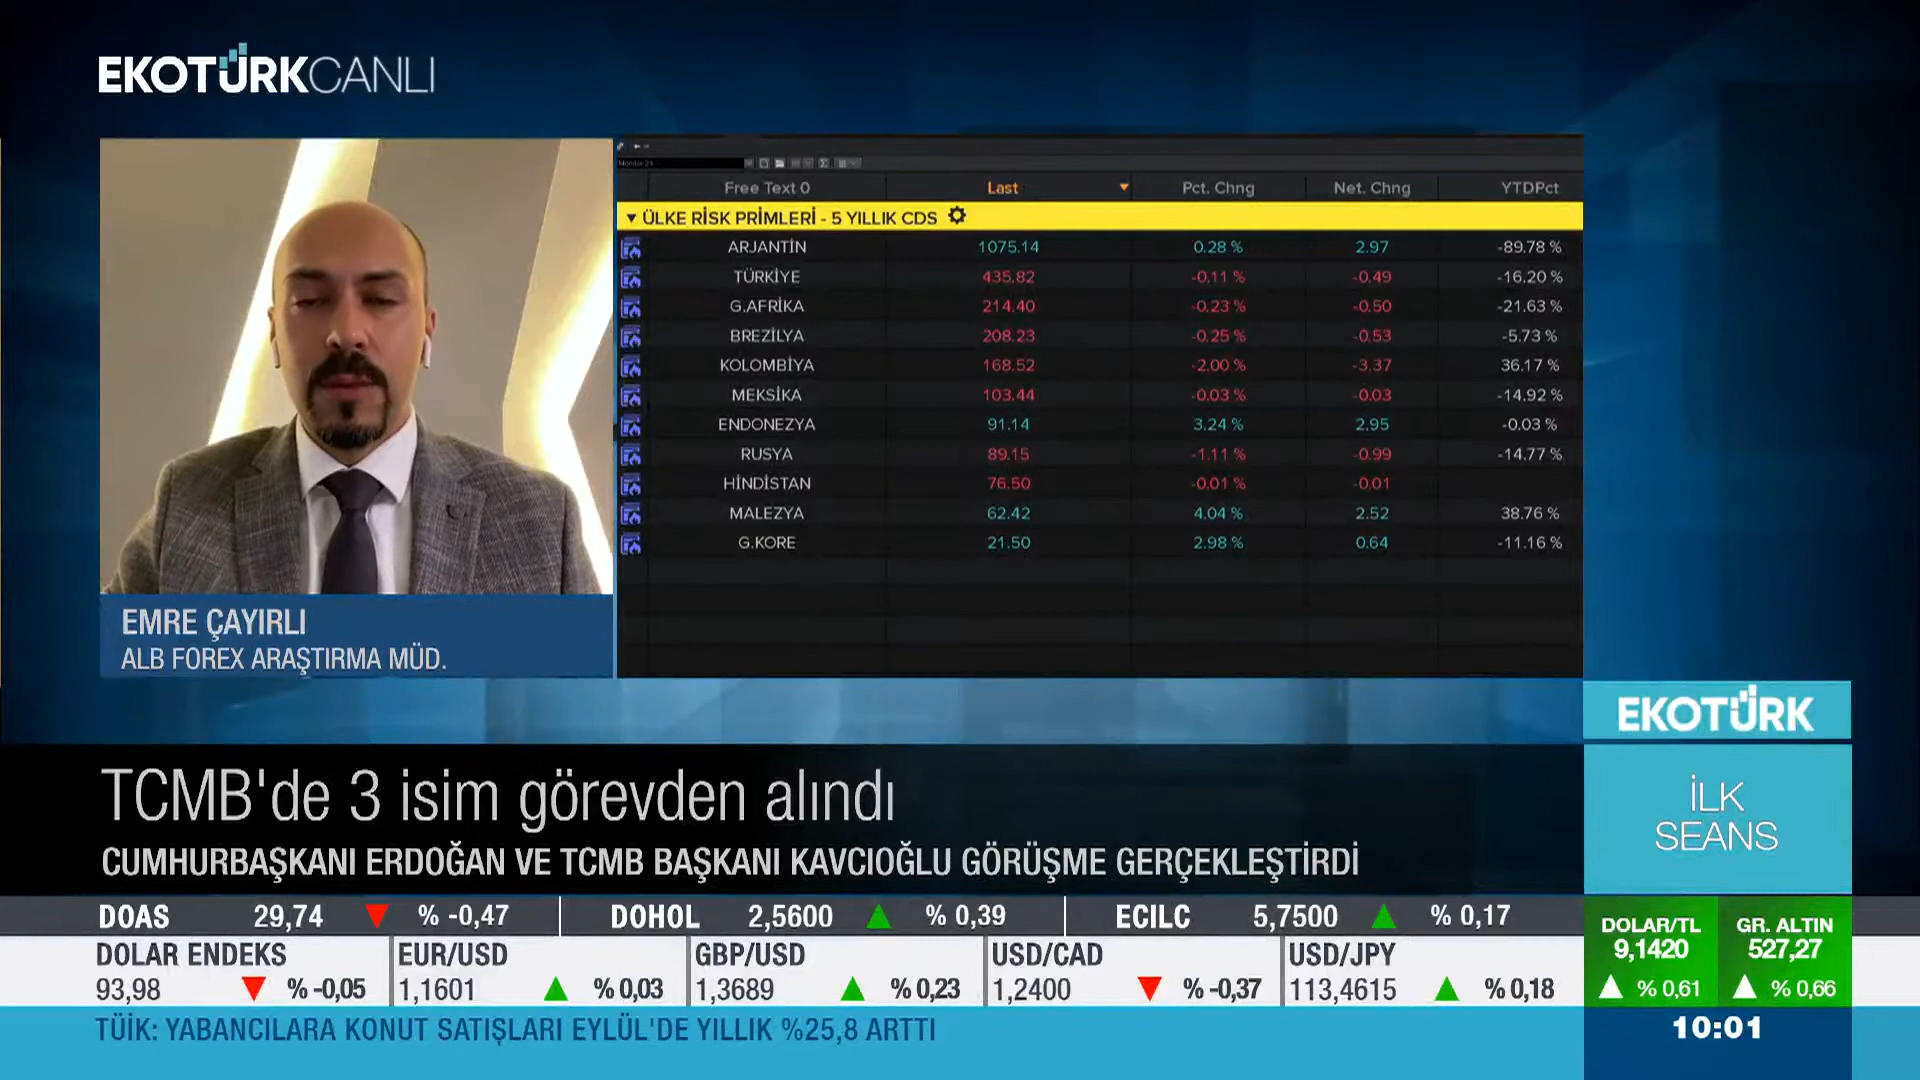 EKOTÜRKCANLI
Monitor 21
Free Text 0 Last Pct. Chng Net. Chng YTDPct
ÜLKE RİSK PRİMLERİ - 5 YILLIK CDS
ARJANTİN 1075.14 0.28 % 2.97 -89.78 %
TÜRKİYE 435.82 -0.11 % -0.49 -16.20 %
G.AFRİKA 214.40 -0.23 % -0.50 -21.63 %
BREZİLYA 208.23 -0.25 % -0.53 -5.73 %
KOLOMBİYA 168.52 -2.00 % -3.37 36.17 %
MEKSİKA 103.44 -0.03 % -0.03 -14.92 %
ENDONEZYA 91.14 3.24 % 2.95 -0.03 %
RUSYA 89.15 -1.11 % -0.99 -14.77 %
HİNDİSTAN 76.50 -0.01 % -0.01
MALEZYA 62.42 4.04 % 2.52 38.76 %
G.KORE 21.50 2.98 % 0.64 -11.16 %
EMRE ÇAYIRLI
ALB FOREX ARAŞTIRMA MÜD.
EKOTÜRK
İLK
SEANS
TCMB'de 3 isim görevden alındı
CUMHURBAŞKANI ERDOĞAN VE TCMB BAŞKANI KAVCIOĞLU GÖRÜŞME GERÇEKLEŞTİRDİ
DOAS 29,74 % -0,47 DOHOL 2,5600 % 0,39 ECILC 5,7500 % 0,17
DOLAR ENDEKS EUR/USD GBP/USD USD/CAD USD/JPY
93,98 % -0,05 1,1601 % 0,03 1,3689 % 0,23 1,2400 % -0,37 113,4615 % 0,18
DOLAR/TL GR. ALTIN
9,1420 527,27
% 0,61 % 0,66
TÜİK: YABANCILARA KONUT SATIŞLARI EYLÜL'DE YILLIK %25,8 ARTTI
10:01